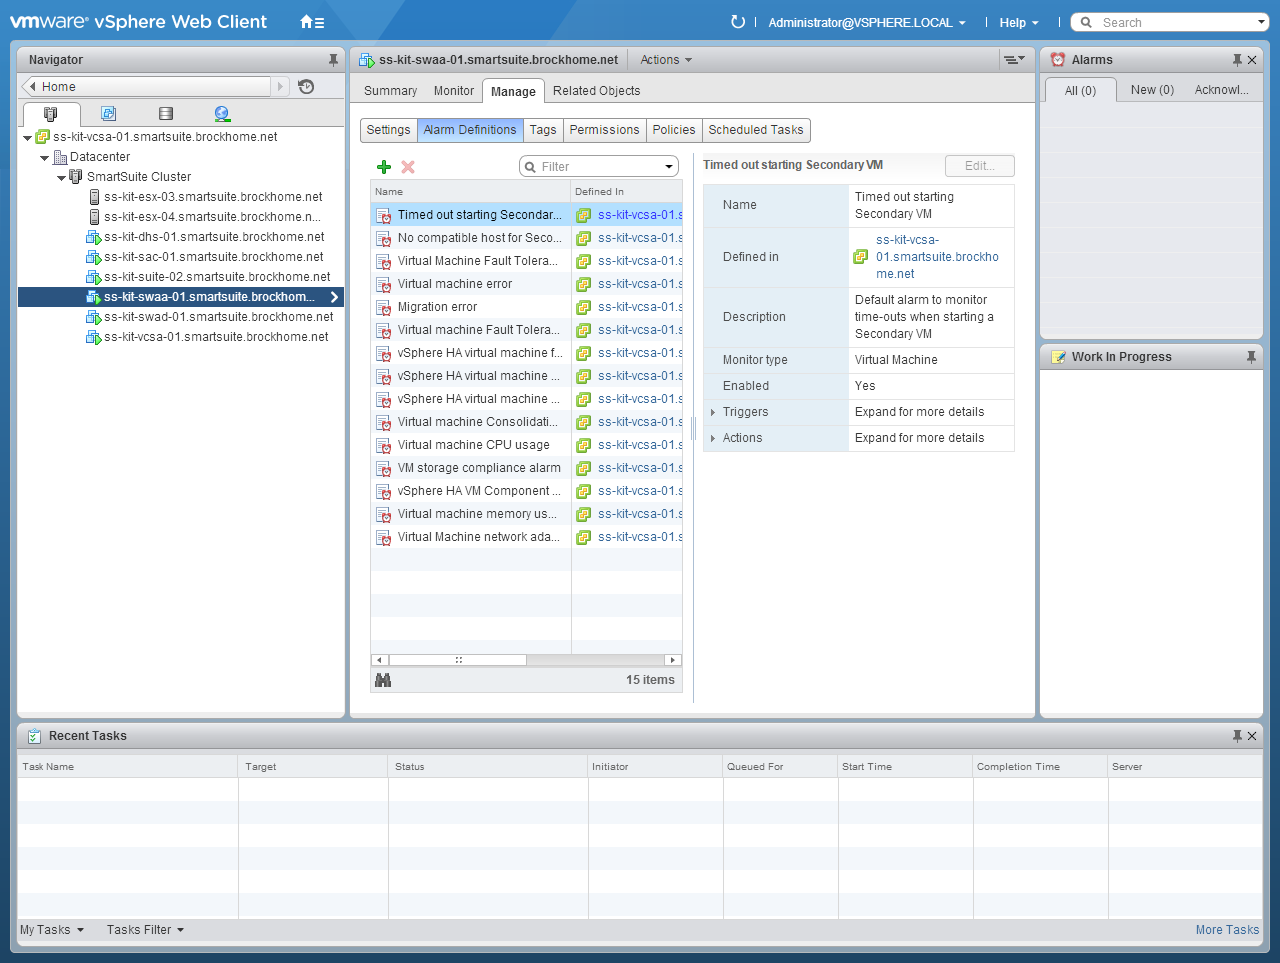 vmware® vSphere Web Client
Administrator@VSPHERE.LOCAL
Help
Search
Navigator
Home
ss-kit-vcsa-01.smartsuite.brockhome.net
Datacenter
SmartSuite Cluster
ss-kit-esx-03.smartsuite.brockhome.net
ss-kit-esx-04.smartsuite.brockhome.n...
ss-kit-dhs-01.smartsuite.brockhome.net
ss-kit-sac-01.smartsuite.brockhome.net
ss-kit-suite-02.smartsuite.brockhome.net
ss-kit-swaa-01.smartsuite.brockhom...
ss-kit-swad-01.smartsuite.brockhome.net
ss-kit-vcsa-01.smartsuite.brockhome.net
ss-kit-swaa-01.smartsuite.brockhome.net
Actions
Summary Monitor Manage Related Objects
Settings Alarm Definitions Tags Permissions Policies Scheduled Tasks
Filter
Name Defined In
Timed out starting Secondar... ss-kit-vcsa-01.s
No compatible host for Seco... ss-kit-vcsa-01.s
Virtual Machine Fault Tolera... ss-kit-vcsa-01.s
Virtual machine error ss-kit-vcsa-01.s
Migration error ss-kit-vcsa-01.s
Virtual machine Fault Tolera... ss-kit-vcsa-01.s
vSphere HA virtual machine f... ss-kit-vcsa-01.s
vSphere HA virtual machine ... ss-kit-vcsa-01.s
vSphere HA virtual machine ... ss-kit-vcsa-01.s
Virtual machine Consolidati... ss-kit-vcsa-01.s
Virtual machine CPU usage ss-kit-vcsa-01.s
VM storage compliance alarm ss-kit-vcsa-01.s
vSphere HA VM Component ... ss-kit-vcsa-01.s
Virtual machine memory us... ss-kit-vcsa-01.s
Virtual Machine network ada... ss-kit-vcsa-01.s
15 items
Timed out starting Secondary VM
Edit...
Name
Timed out starting
Secondary VM
Defined in
ss-kit-vcsa-
01.smartsuite.brockho
me.net
Description
Default alarm to monitor
time-outs when starting a
Secondary VM
Monitor type Virtual Machine
Enabled Yes
Triggers Expand for more details
Actions Expand for more details
Alarms
All (0) New (0) Acknowl...
Work In Progress
Recent Tasks
Task Name Target Status Initiator Queued For Start Time Completion Time Server
My Tasks Tasks Filter
More Tasks